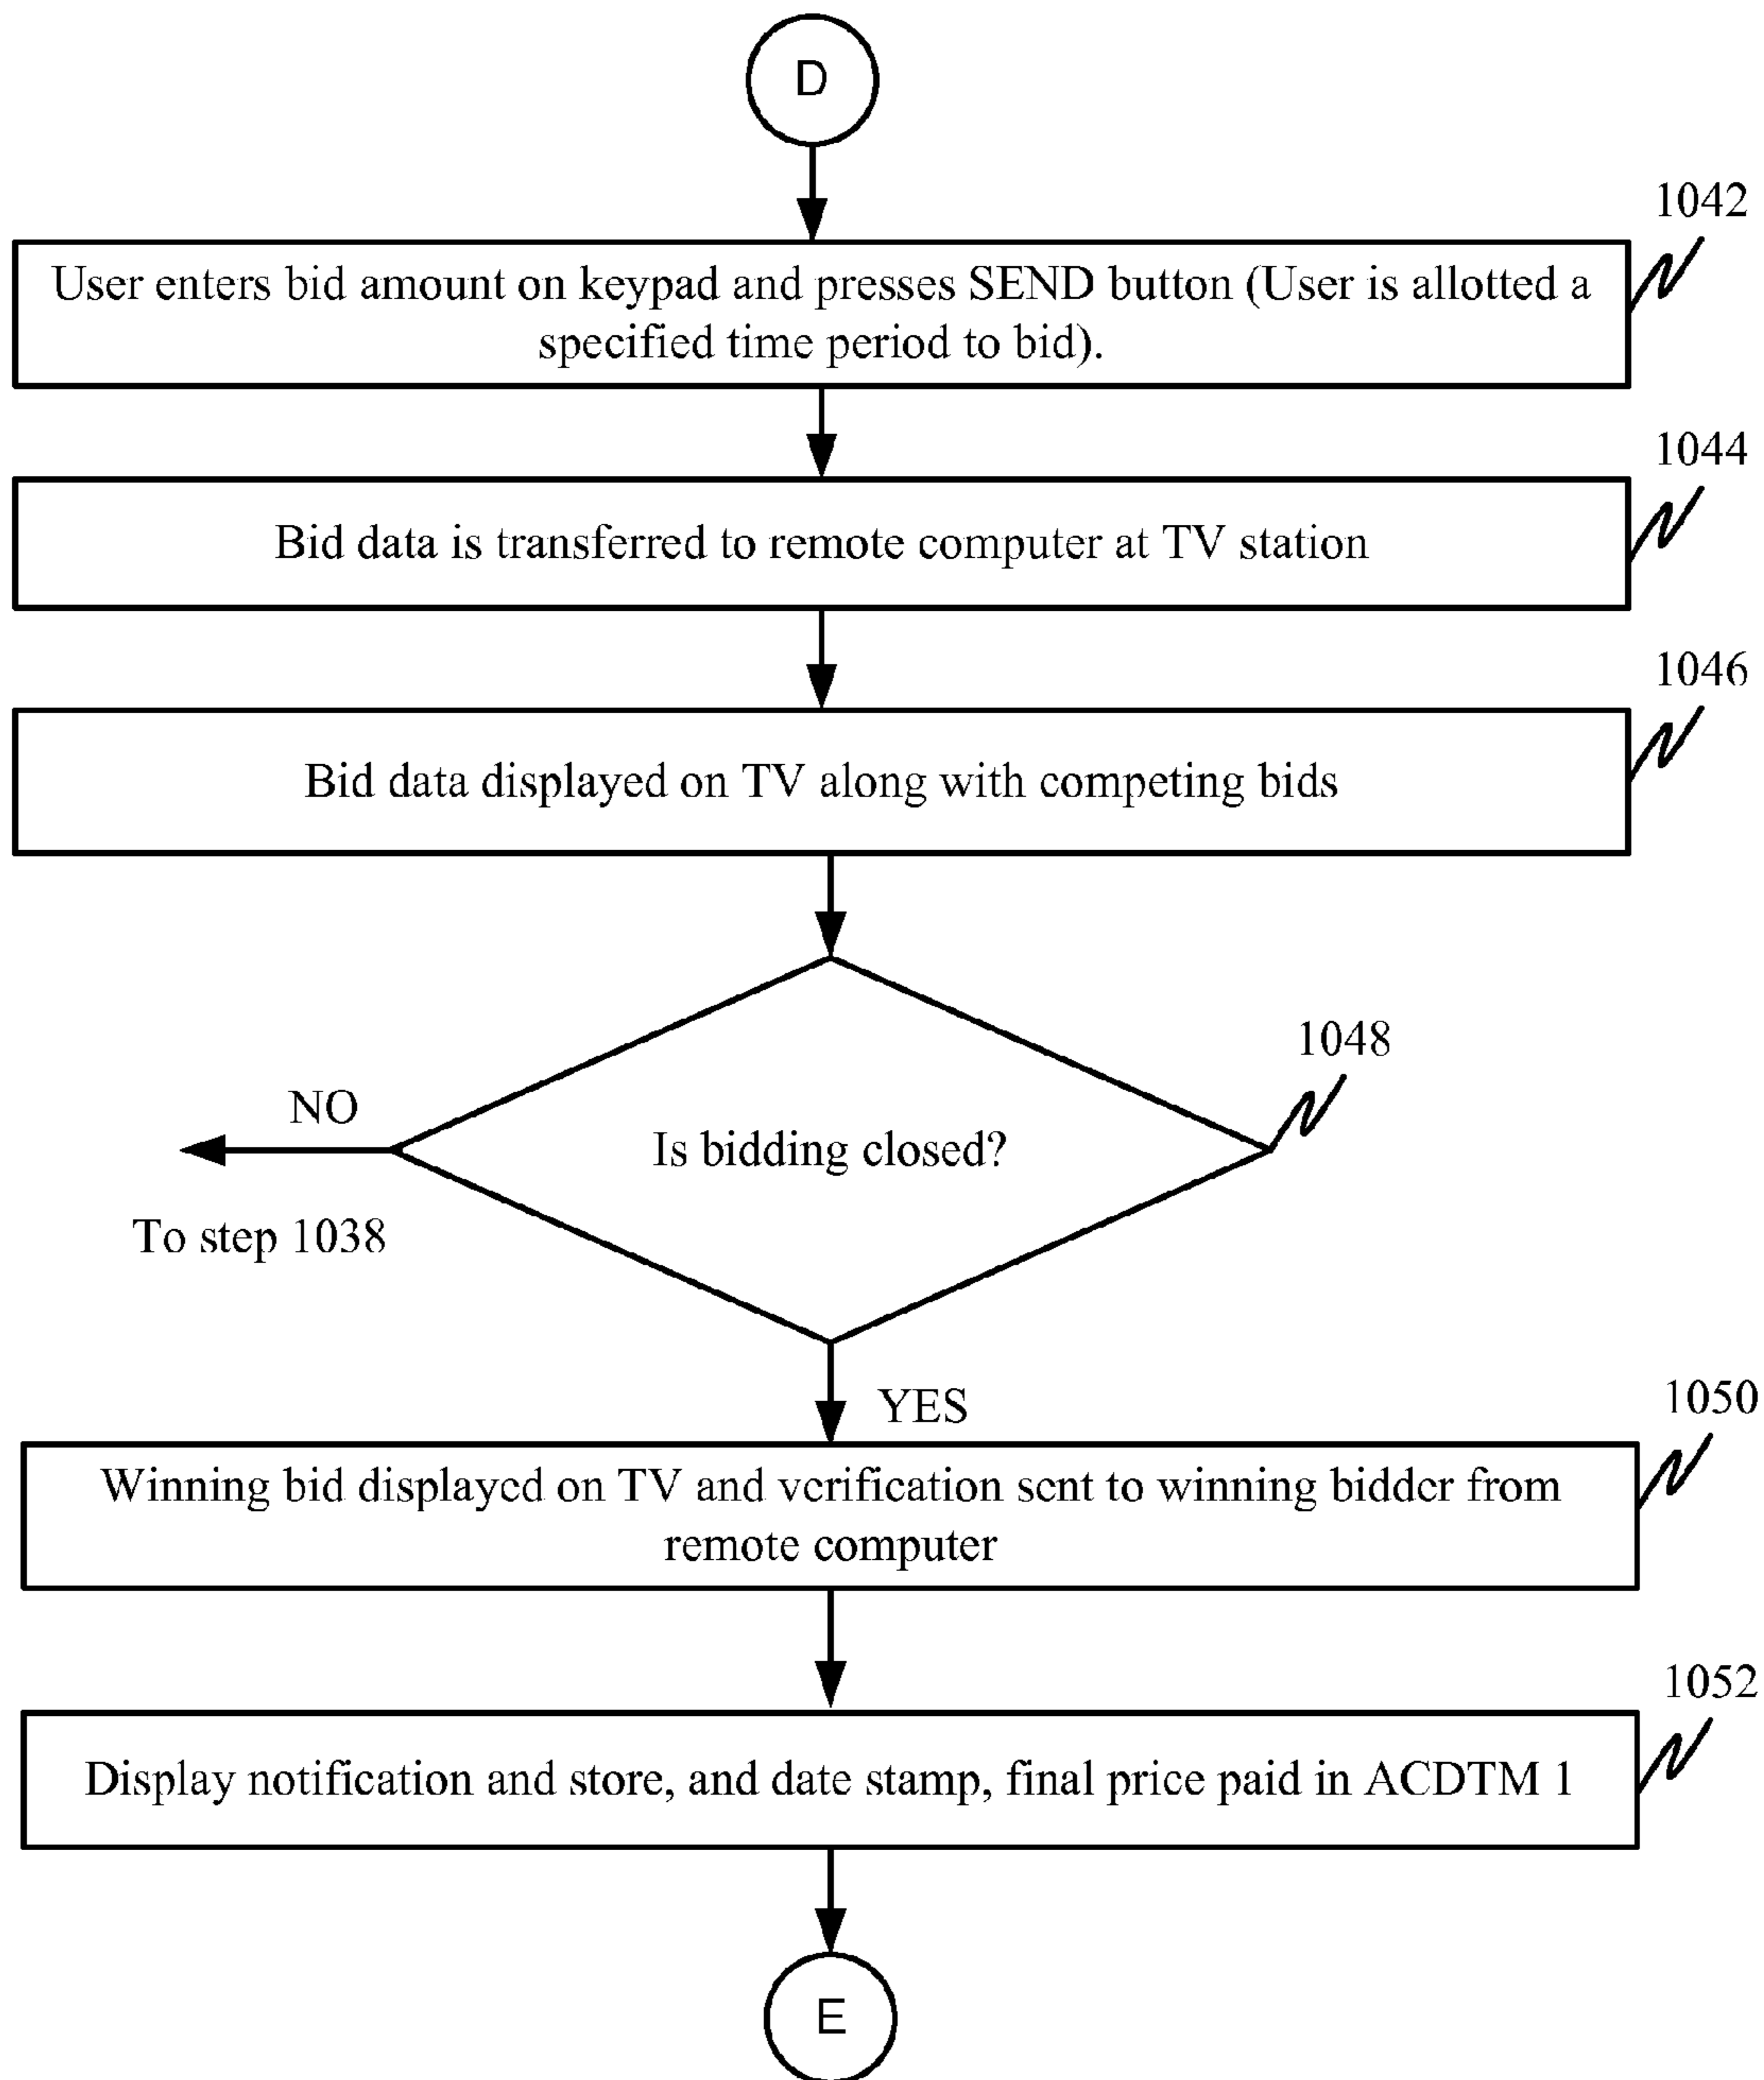 D
1042
User enters bid amount on keypad and presses SEND button (User is allotted a
specified time period to bid).
1044
Bid data is transferred to remote computer at TV station
1046
Bid data displayed on TV along with competing bids
1048
NO
Is bidding closed?
To step 1038
YES
1050
Winning bid displayed on TV and verification sent to winning bidder from
remote computer
1052
Display notification and store, and date stamp, final price paid in ACDTM 1
E